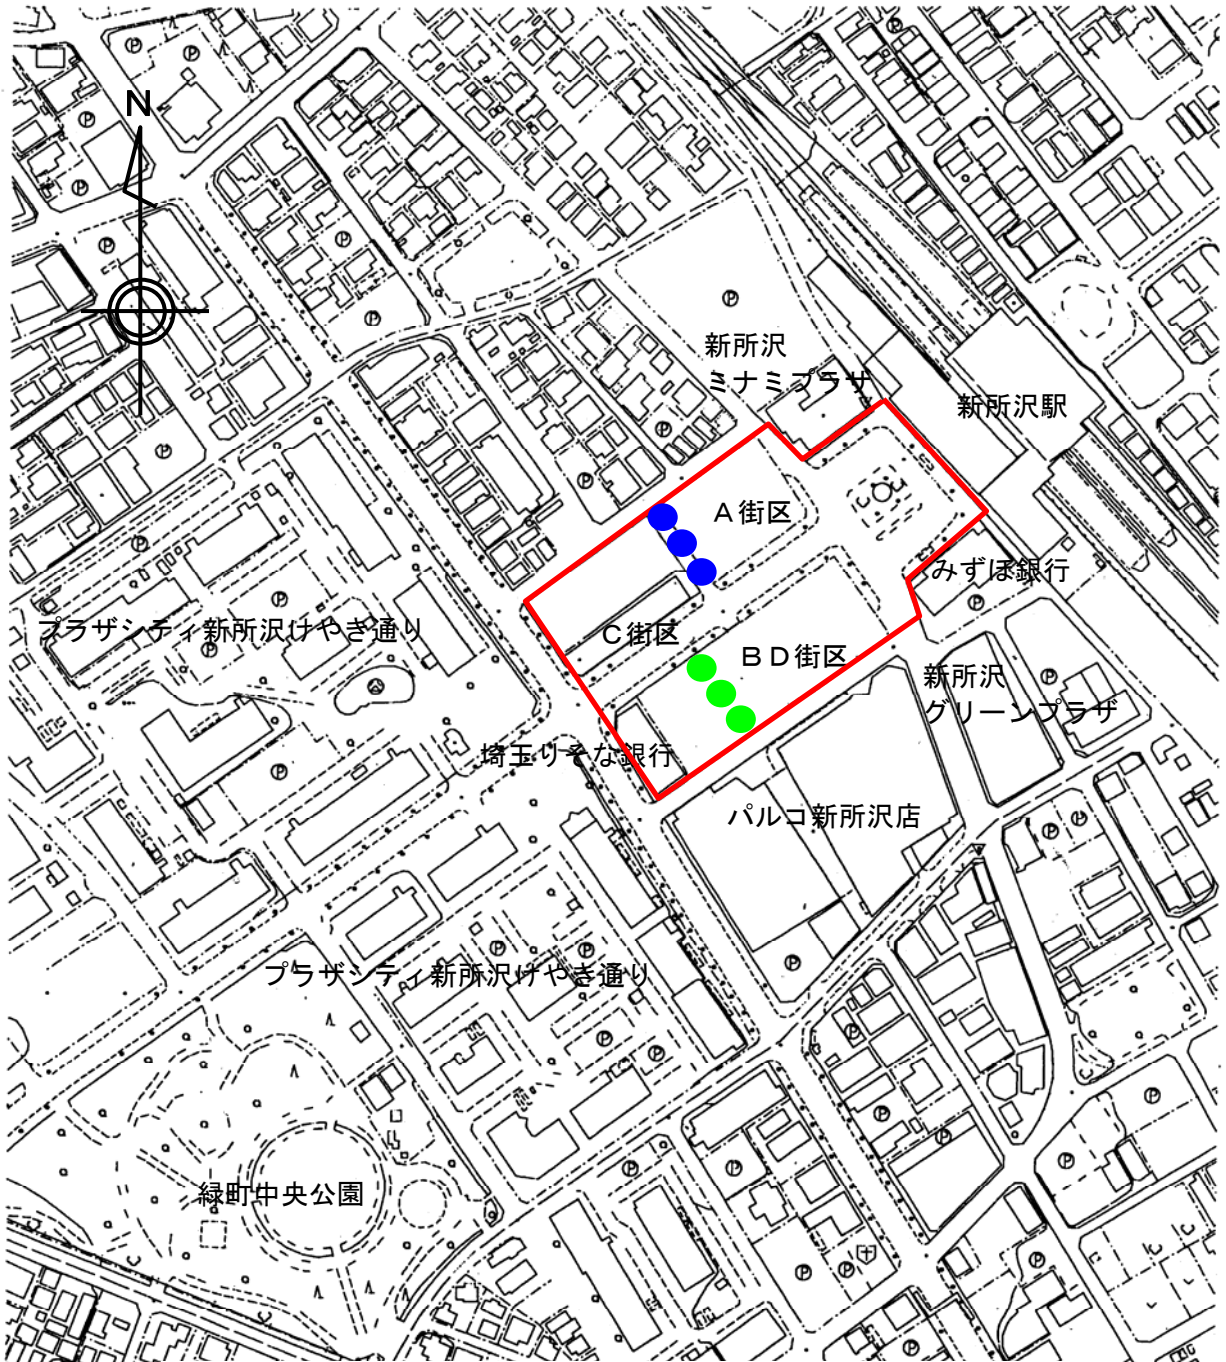 N
新所沢
ミナミプラザ
新所沢駅
A街区
みずほ銀行
プラザシティ新所沢けやき通り
C街区
BD街区
新所沢
グリーンプラザ
埼玉りそな銀行
パルコ新所沢店
プラザシティ新所沢けやき通り
緑町中央公園